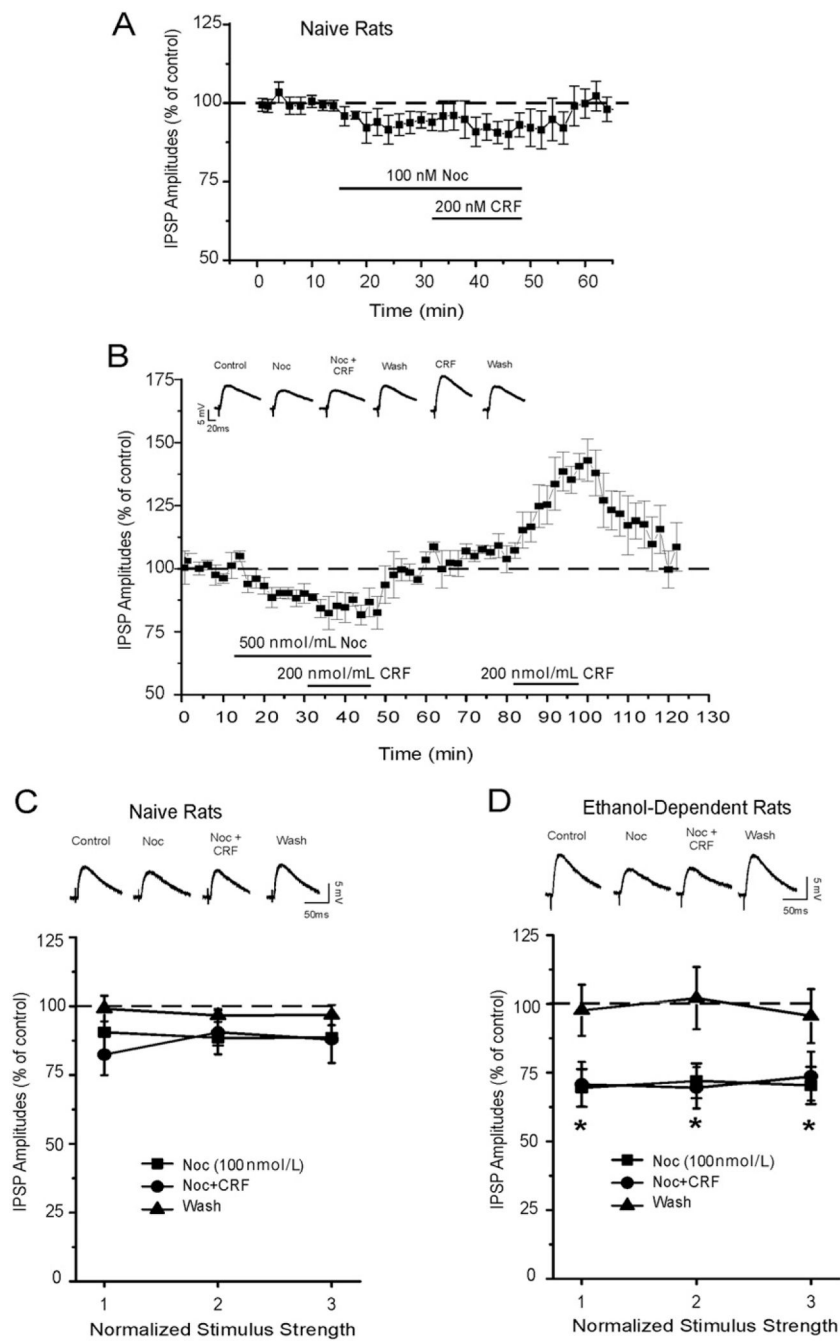 A
Naive Rats
IPSP Amplitudes (% of control)
125
100
75
50
100 nM Noc
200 nM CRF
0 10 20 30 40 50 60
Time (min)
B
Control Noc Noc + CRF Wash CRF Wash
5 mV
20ms
IPSP Amplitudes (% of control)
175
150
125
100
75
50
500 nmol/mL Noc
200 nmol/mL CRF
200 nmol/mL CRF
0 10 20 30 40 50 60 70 80 90 100 110 120 130
Time (min)
C
Naive Rats
Control Noc Noc + CRF Wash
5 mV
50ms
IPSP Amplitudes (% of control)
125
100
75
50
25
0
Noc (100nmol/L)
Noc+CRF
Wash
1 2 3
Normalized Stimulus Strength
D
Ethanol-Dependent Rats
Control Noc Noc + CRF Wash
5 mV
50ms
IPSP Amplitudes (% of control)
125
100
75
50
25
0
* * *
Noc (100nmol/L)
Noc+CRF
Wash
1 2 3
Normalized Stimulus Strength